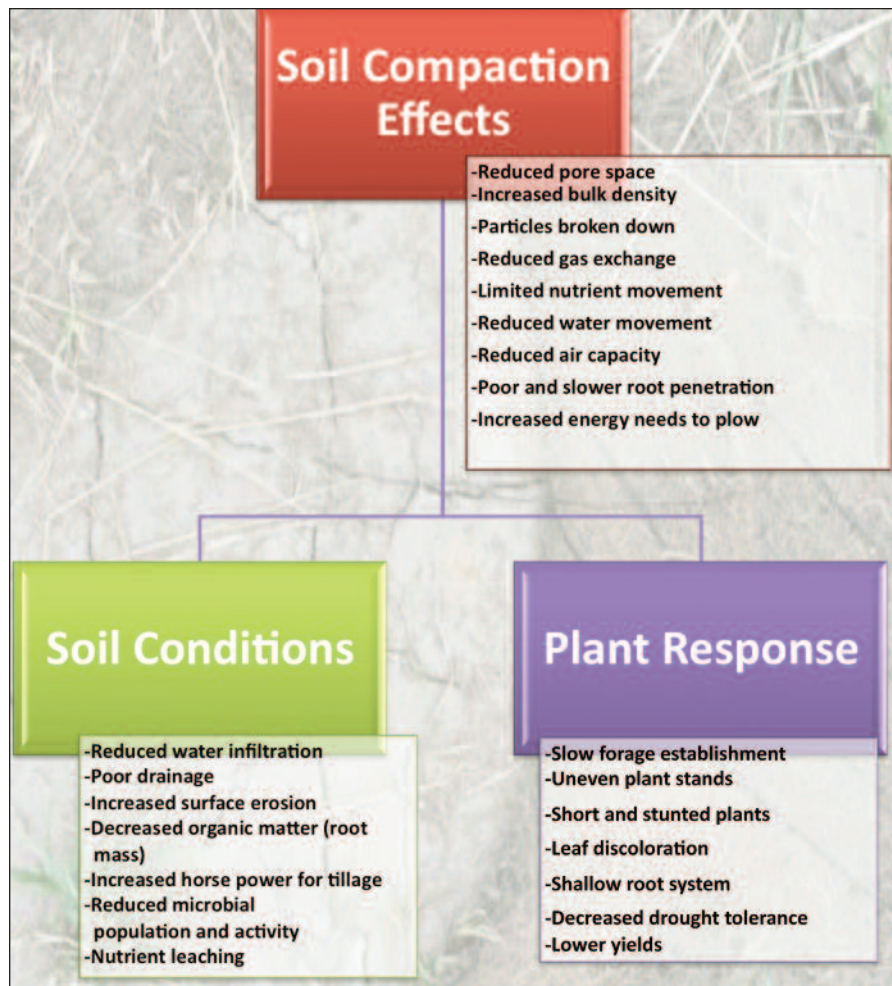 Soil Compaction
Effects
-Reduced pore space
-Increased bulk density
-Particles broken down
-Reduced gas exchange
-Limited nutrient movement
-Reduced water movement
-Reduced air capacity
-Poor and slower root penetration
-Increased energy needs to plow
Soil Conditions
-Reduced water infiltration
-Poor drainage
-Increased surface erosion
-Decreased organic matter (root
mass)
-Increased horse power for tillage
-Reduced microbial
population and activity
-Nutrient leaching
Plant Response
-Slow forage establishment
-Uneven plant stands
-Short and stunted plants
-Leaf discoloration
-Shallow root system
-Decreased drought tolerance
-Lower yields